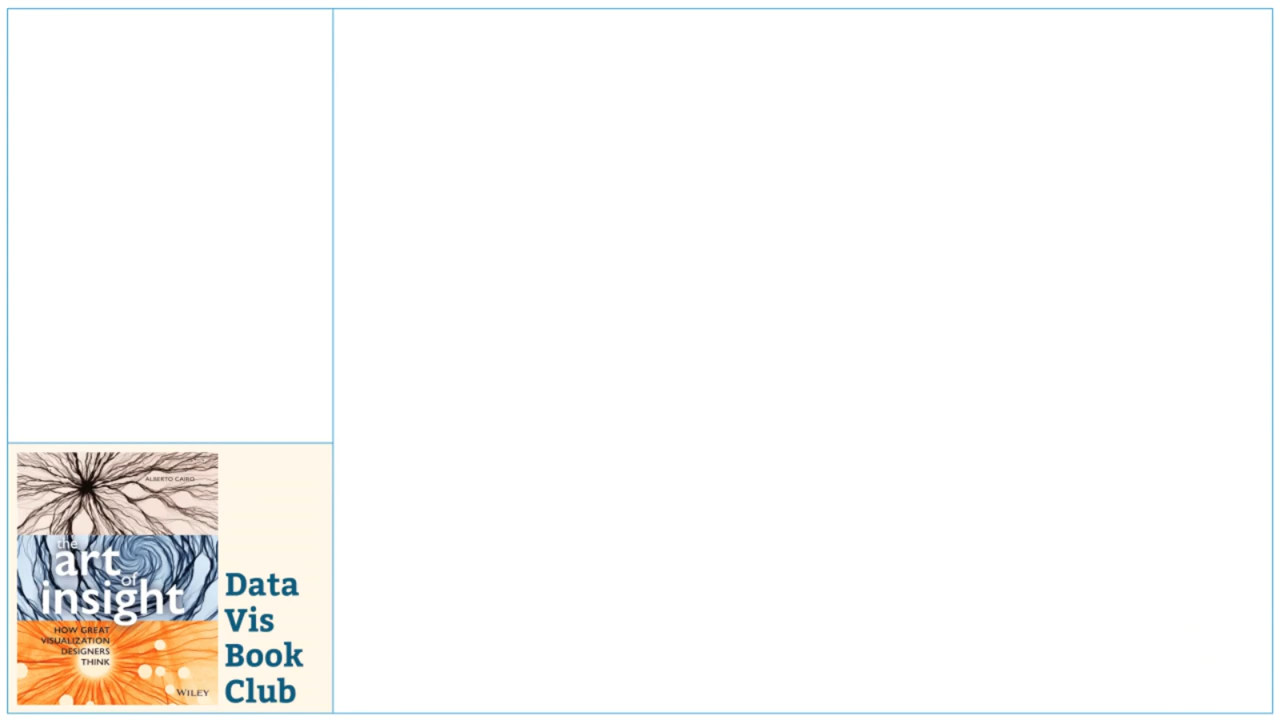 ALBERTO CAIRO
the
art
of
insight
HOW GREAT
VISUALIZATION
DESIGNERS
THINK
WILEY
Data
Vis
Book
Club